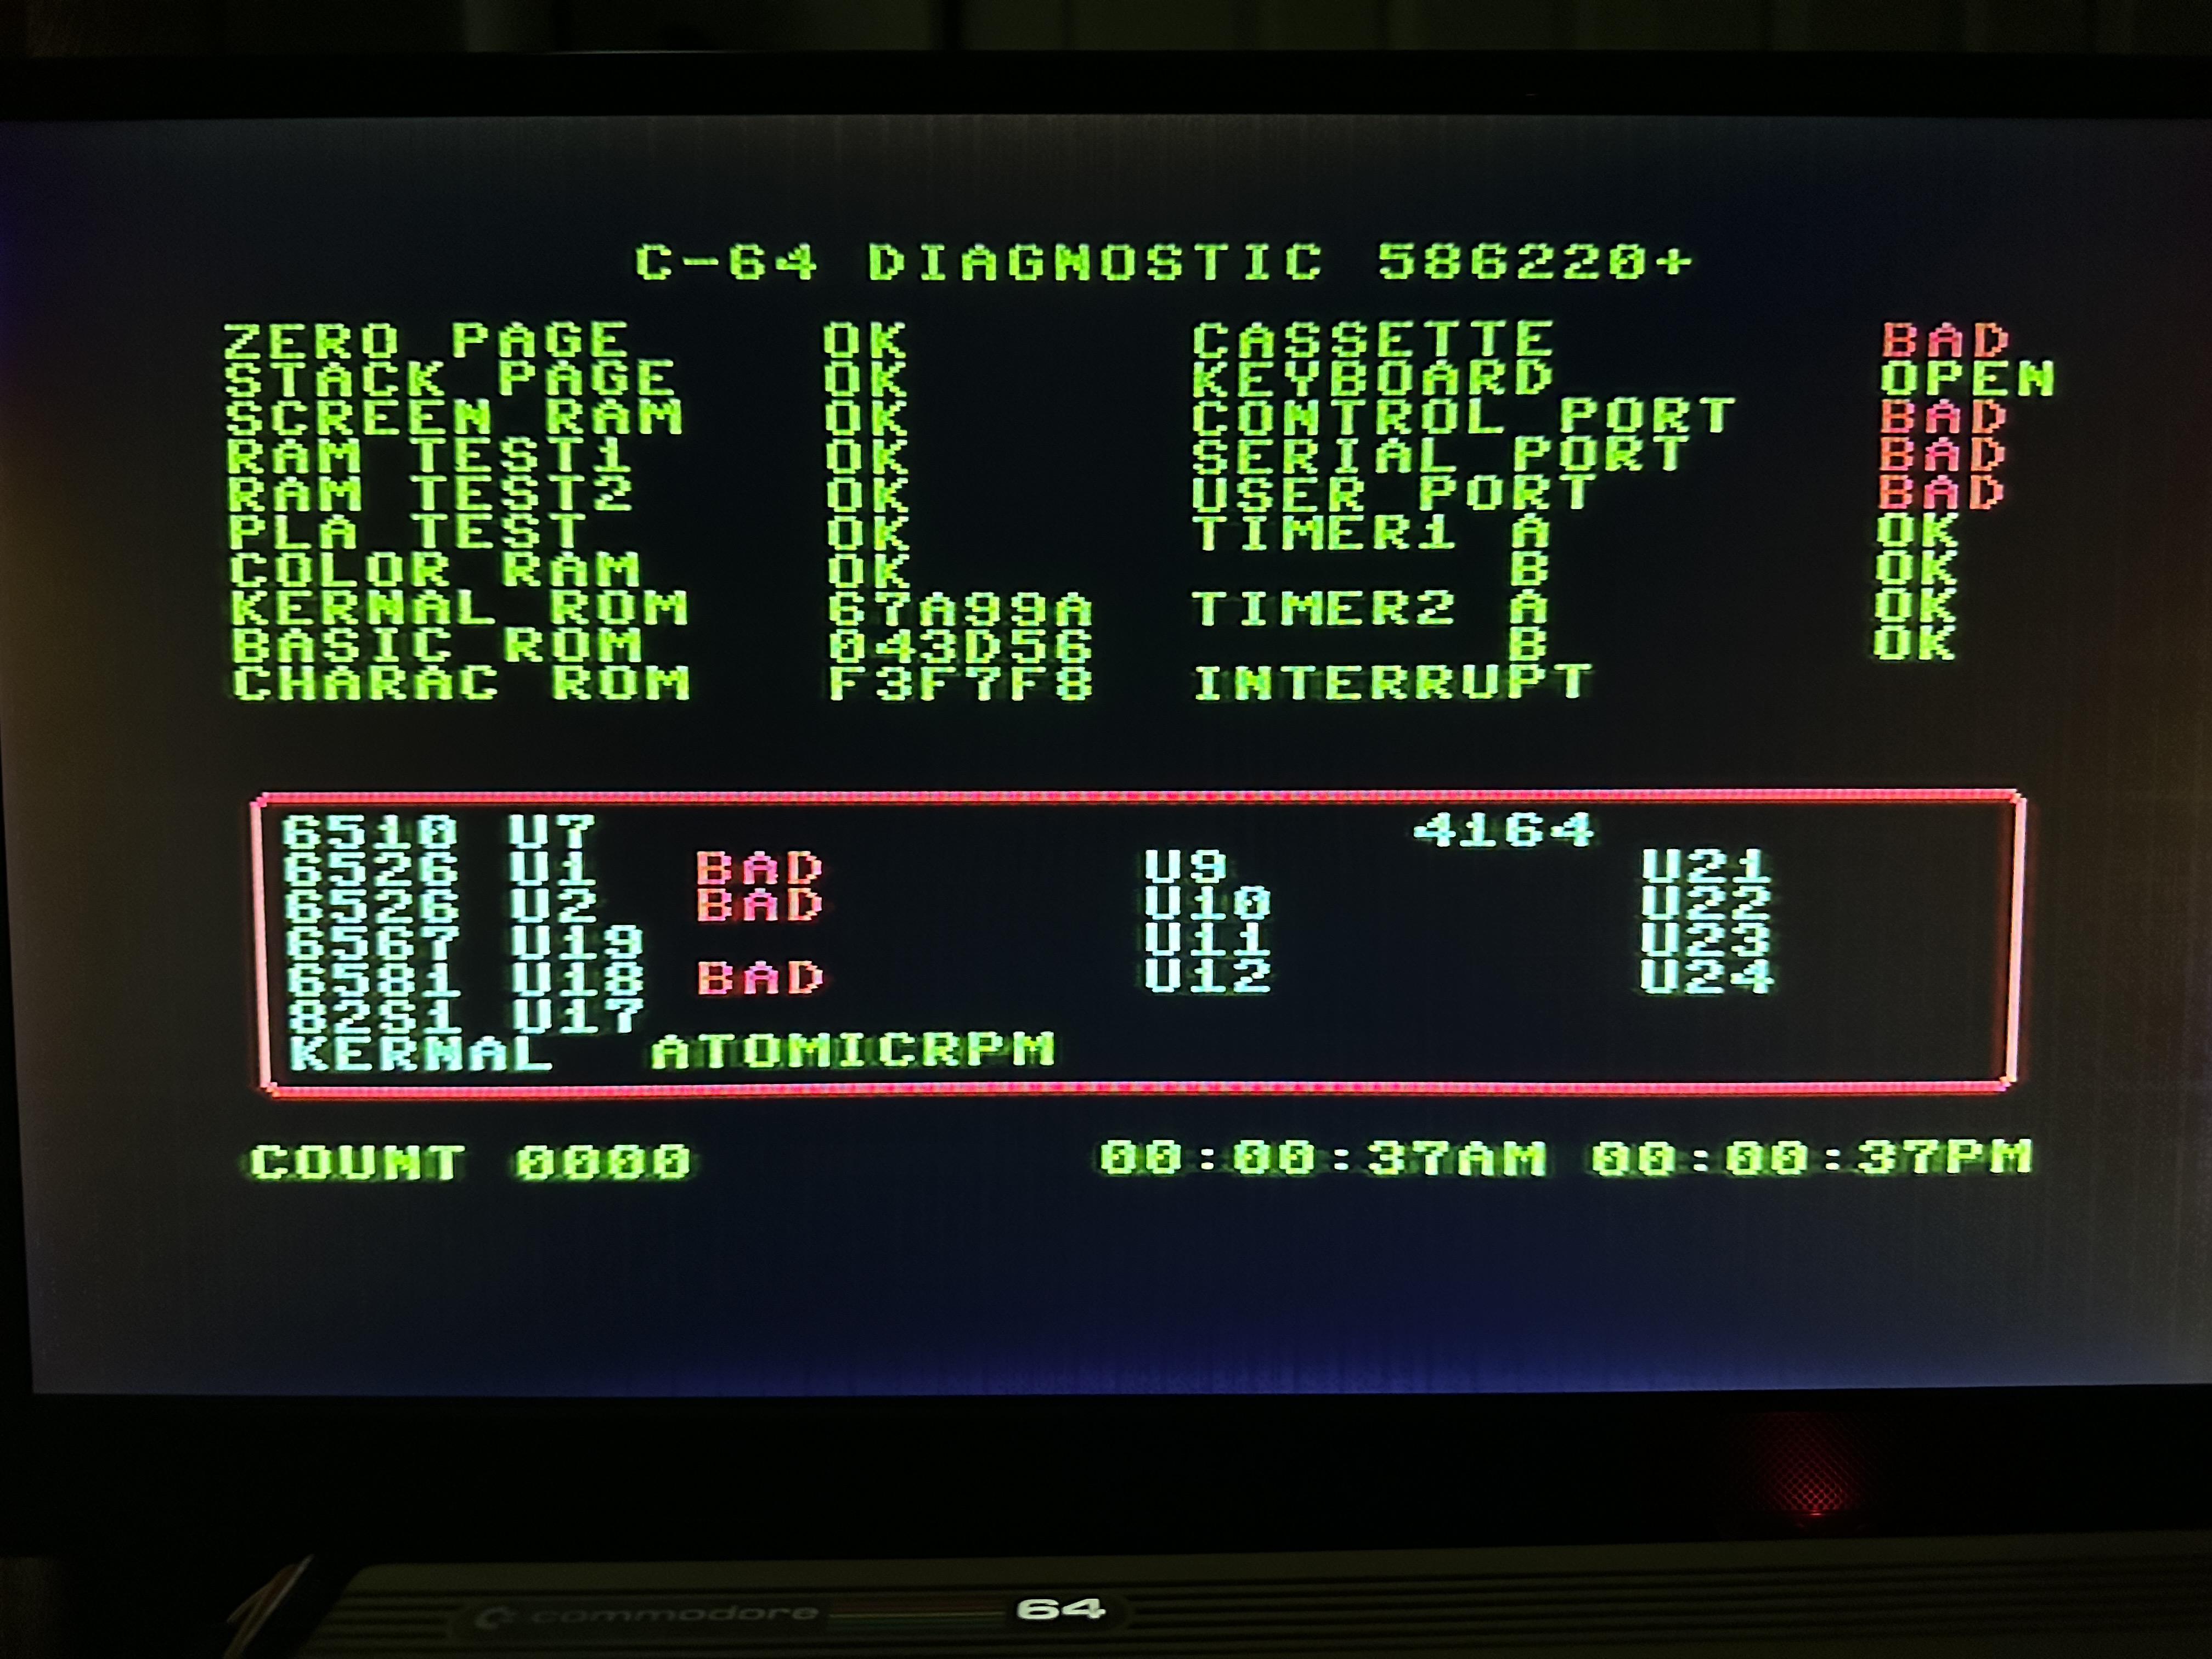 C-64 DIAGNOSTIC 586220+
ZERO PAGE OK CASSETTE BAD
STACK PAGE OK KEYBOARD OPEN
SCREEN RAM OK CONTROL PORT BAD
RAM TEST1 OK SERIAL PORT BAD
RAM TEST2 OK USER PORT BAD
PLA TEST OK TIMER1 A OK
COLOR RAM OK B OK
KERNAL ROM 67A99A TIMER2 A OK
BASIC ROM 043D56 B OK
CHARAC ROM F3F7F8 INTERRUPT
6510 U7 4164
6526 U1 BAD U9 U21
6526 U2 BAD U10 U22
6567 U19 U11 U23
6581 U18 BAD U12 U24
82S1 U17
KERNAL ATOMICRPM
COUNT 0000 00:00:37AM 00:00:37PM
commodore 64